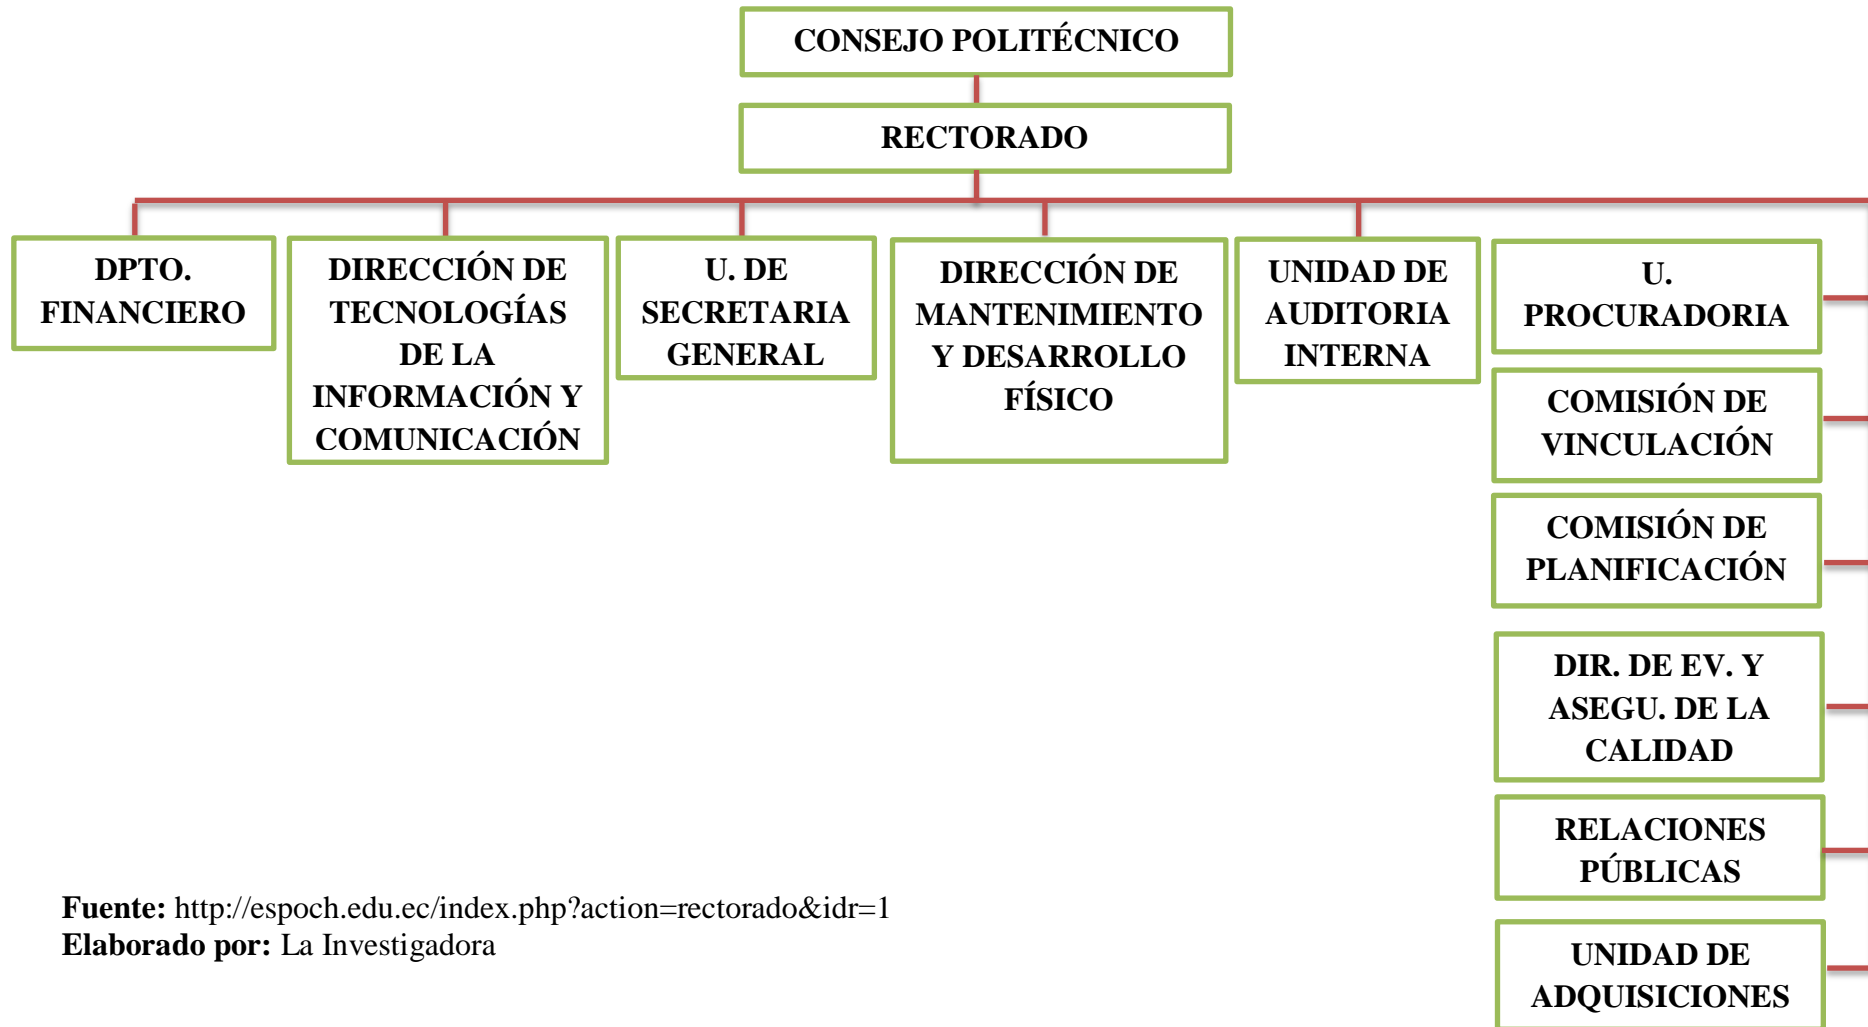 CONSEJO POLITÉCNICO
RECTORADO
DPTO.
FINANCIERO
DIRECCIÓN DE
TECNOLOGÍAS
DE LA
INFORMACIÓN Y
COMUNICACIÓN
U. DE
SECRETARIA
GENERAL
DIRECCIÓN DE
MANTENIMIENTO
Y DESARROLLO
FÍSICO
UNIDAD DE
AUDITORIA
INTERNA
U.
PROCURADORIA
COMISIÓN DE
VINCULACIÓN
COMISIÓN DE
PLANIFICACIÓN
DIR. DE EV. Y
ASEGU. DE LA
CALIDAD
RELACIONES
PÚBLICAS
UNIDAD DE
ADQUISICIONES
Fuente: http://espoch.edu.ec/index.php?action=rectorado&idr=1
Elaborado por: La Investigadora